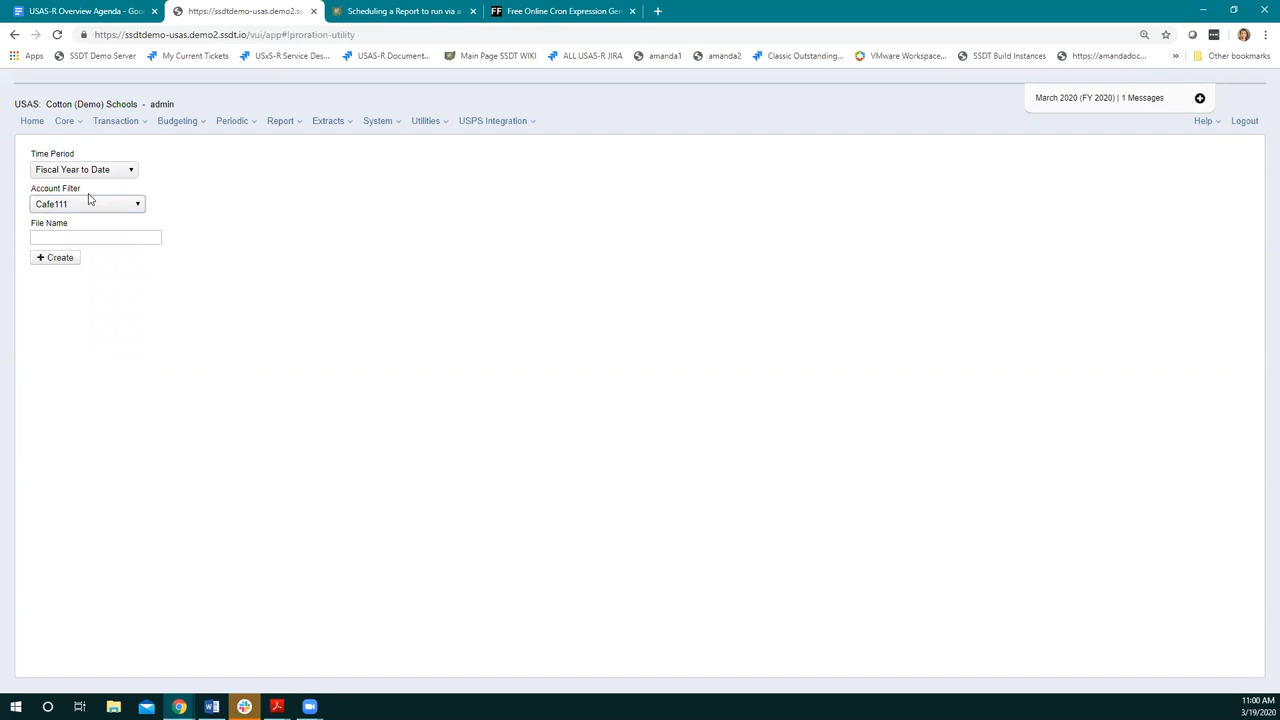 USAS-R Overview Agenda - Goo
https://ssdtdemo-usas.demo2.ss
Scheduling a Report to run via a
FF Free Online Cron Expression Gen
https://ssdtdemo-usas.demo2.ssdt.io/vui/app#!proration-utility
Apps
SSDT Demo Server
My Current Tickets
USxS-R Service Des...
USAS-R Document...
Main Page SSDT WIKI
ALL USAS-R JIRA
amanda1
amanda2
Classic Outstanding...
VMware Workspace...
SSDT Build Instances
https://amandadoc...
»
Other bookmarks
USAS: Cotton (Demo) Schools - admin
March 2020 (FY 2020) | 1 Messages
Home Core Transaction Budgeting Periodic Report Extracts System Utilities USPS Integration
Help Logout
Time Period
Fiscal Year to Date
Account Filter
Cafe111
File Name
+ Create
11:00 AM
3/19/2020